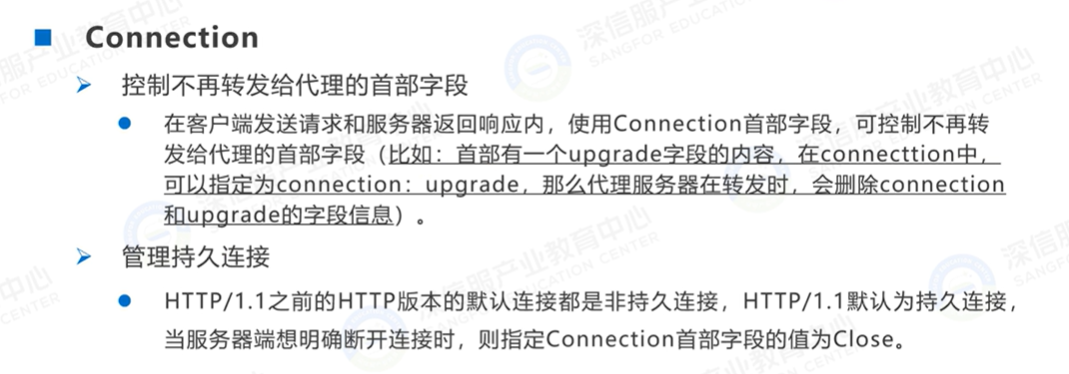 Connection
控制不再转发给代理的首部字段
在客户端发送请求和服务器返回响应内，使用Connection首部字段，可控制不再转
发给代理的首部字段（比如：首部有一个upgrade字段的内容，在connecttion中，
可以指定为connection：upgrade，那么代理服务器在转发时，会删除connection
和upgrade的字段信息）。
管理持久连接
HTTP/1.1之前的HTTP版本的默认连接都是非持久连接，HTTP/1.1默认为持久连接，
当服务器端想明确断开连接时，则指定Connection首部字段的值为Close。
深信服产业教育中心
SANGFOR EDUCATION CENTER